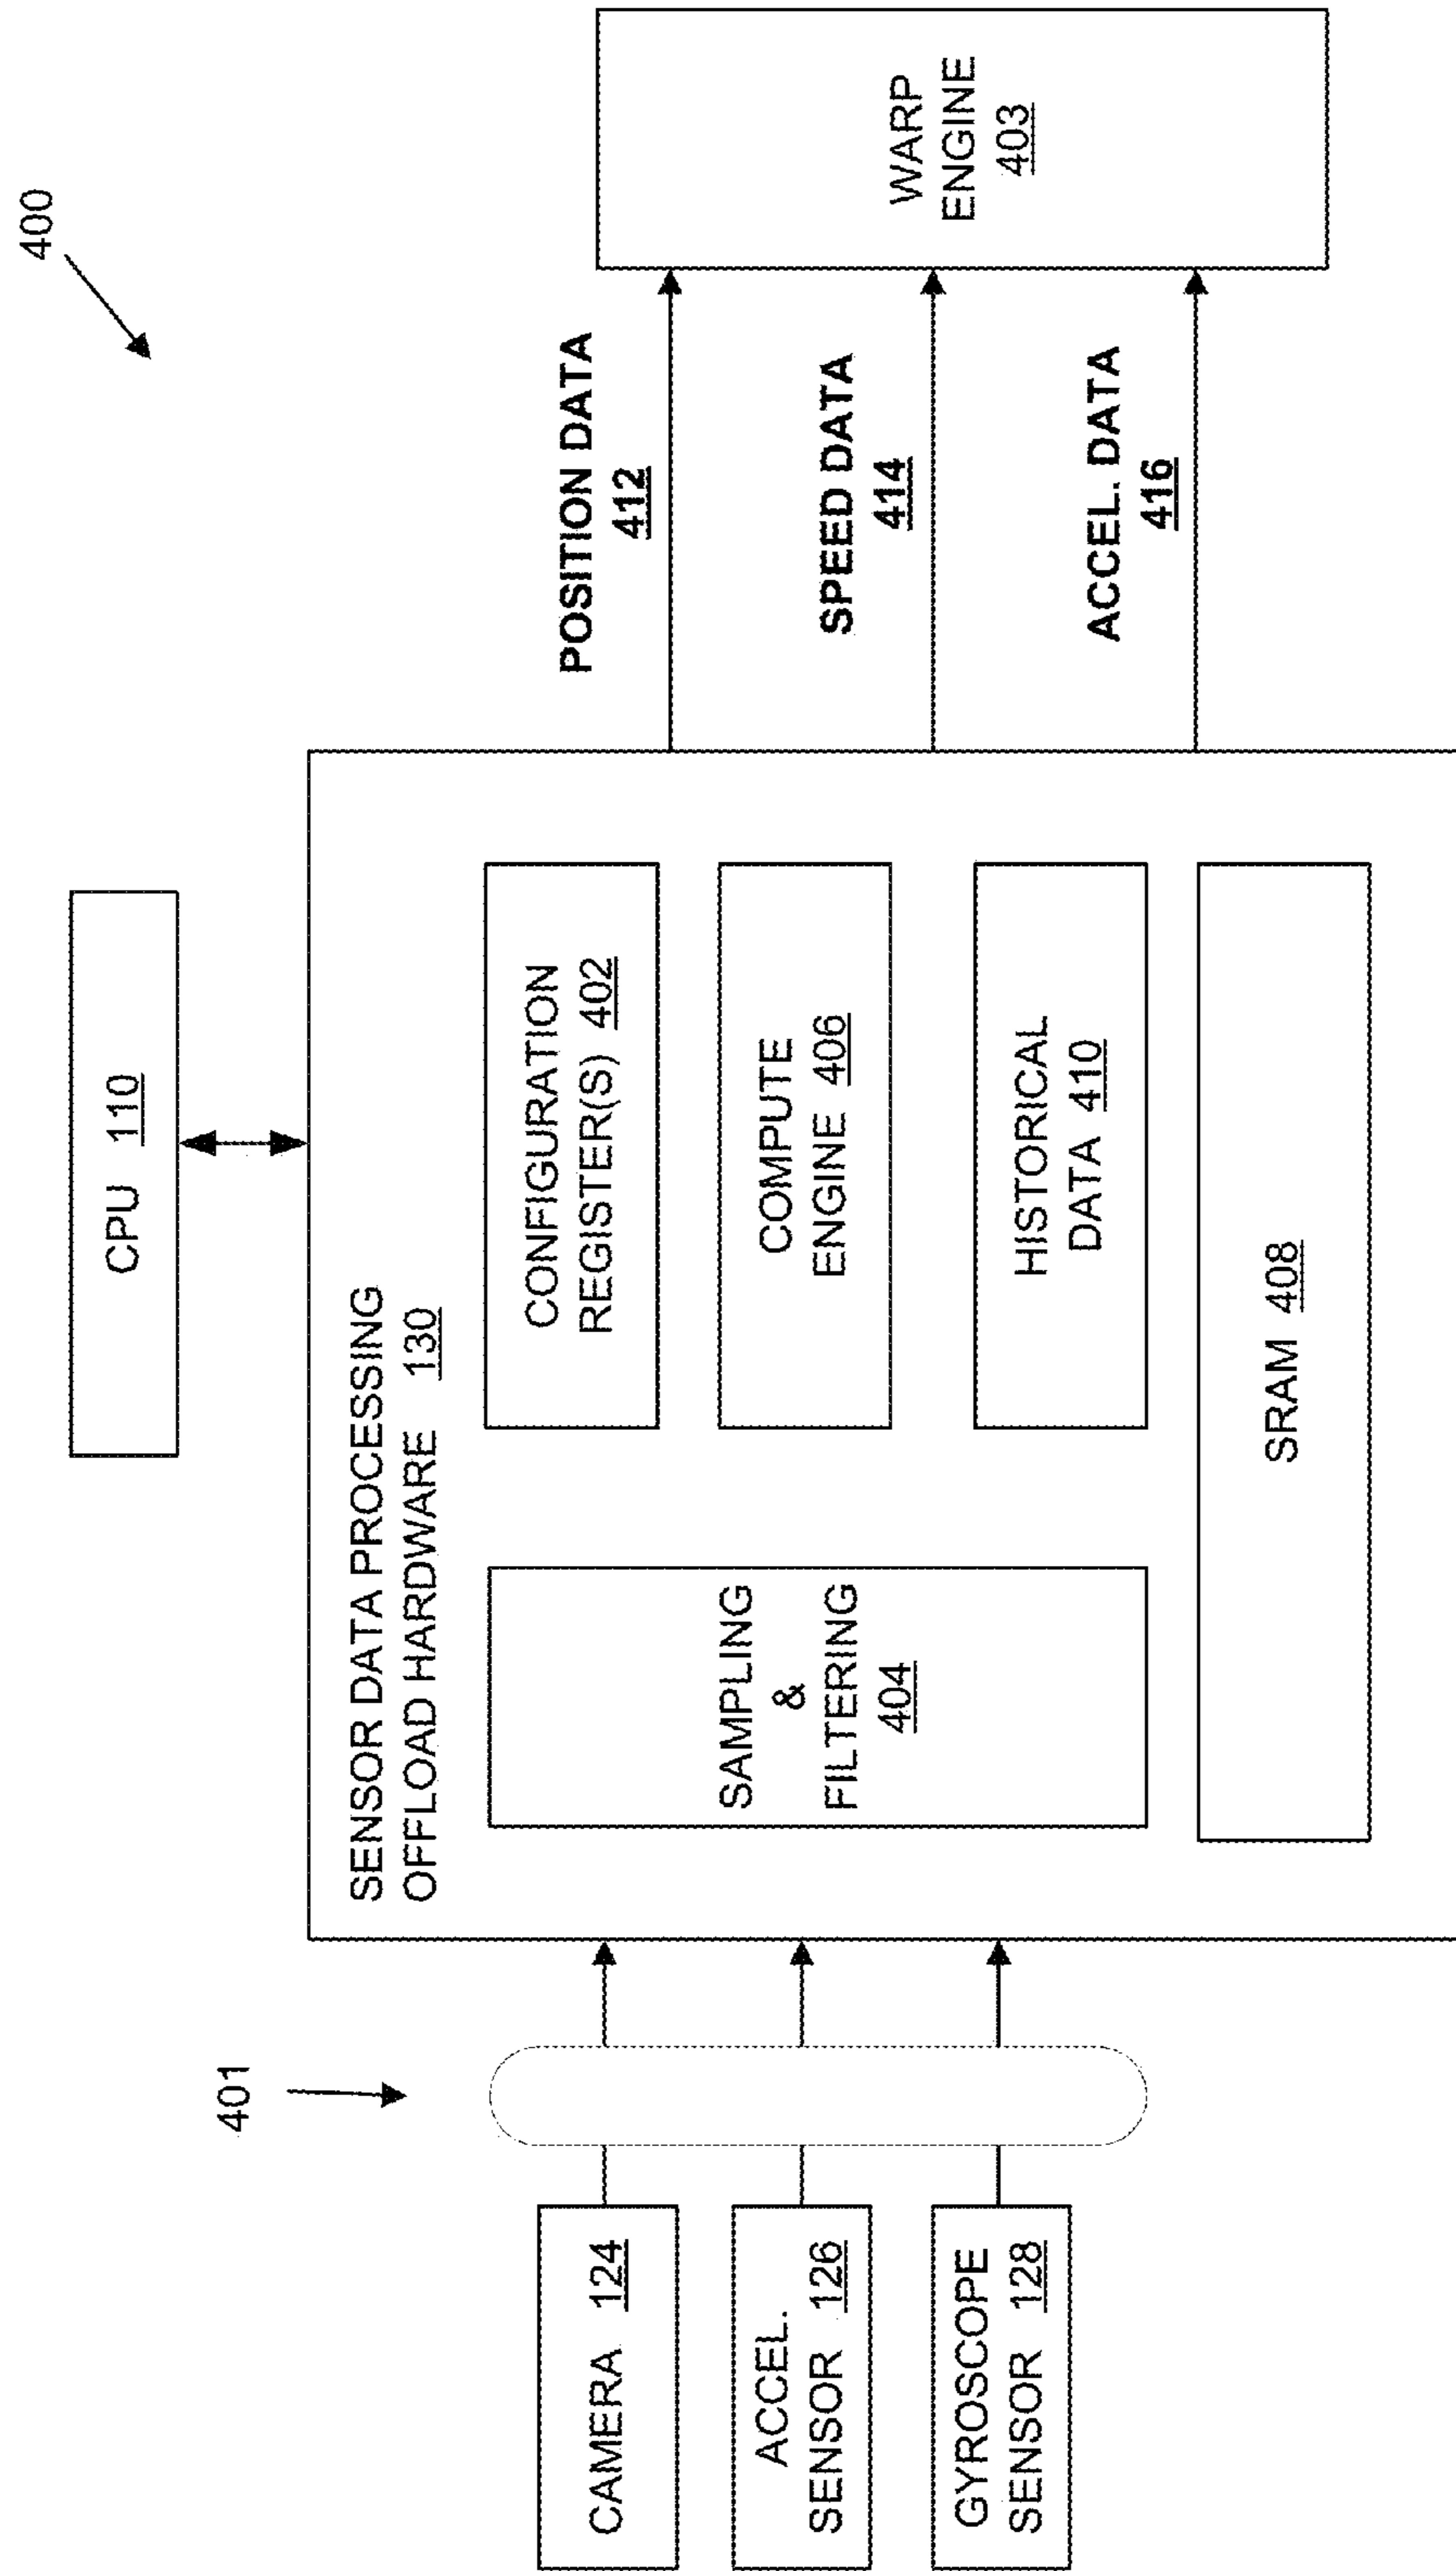 400
CPU 110
401
CAMERA 124
ACCEL.
SENSOR 126
GYROSCOPE
SENSOR 128
SENSOR DATA PROCESSING
OFFLOAD HARDWARE 130
SAMPLING
&
FILTERING
404
CONFIGURATION
REGISTER(S) 402
COMPUTE
ENGINE 406
HISTORICAL
DATA 410
SRAM 408
POSITION DATA
412
SPEED DATA
414
ACCEL. DATA
416
WARP
ENGINE
403